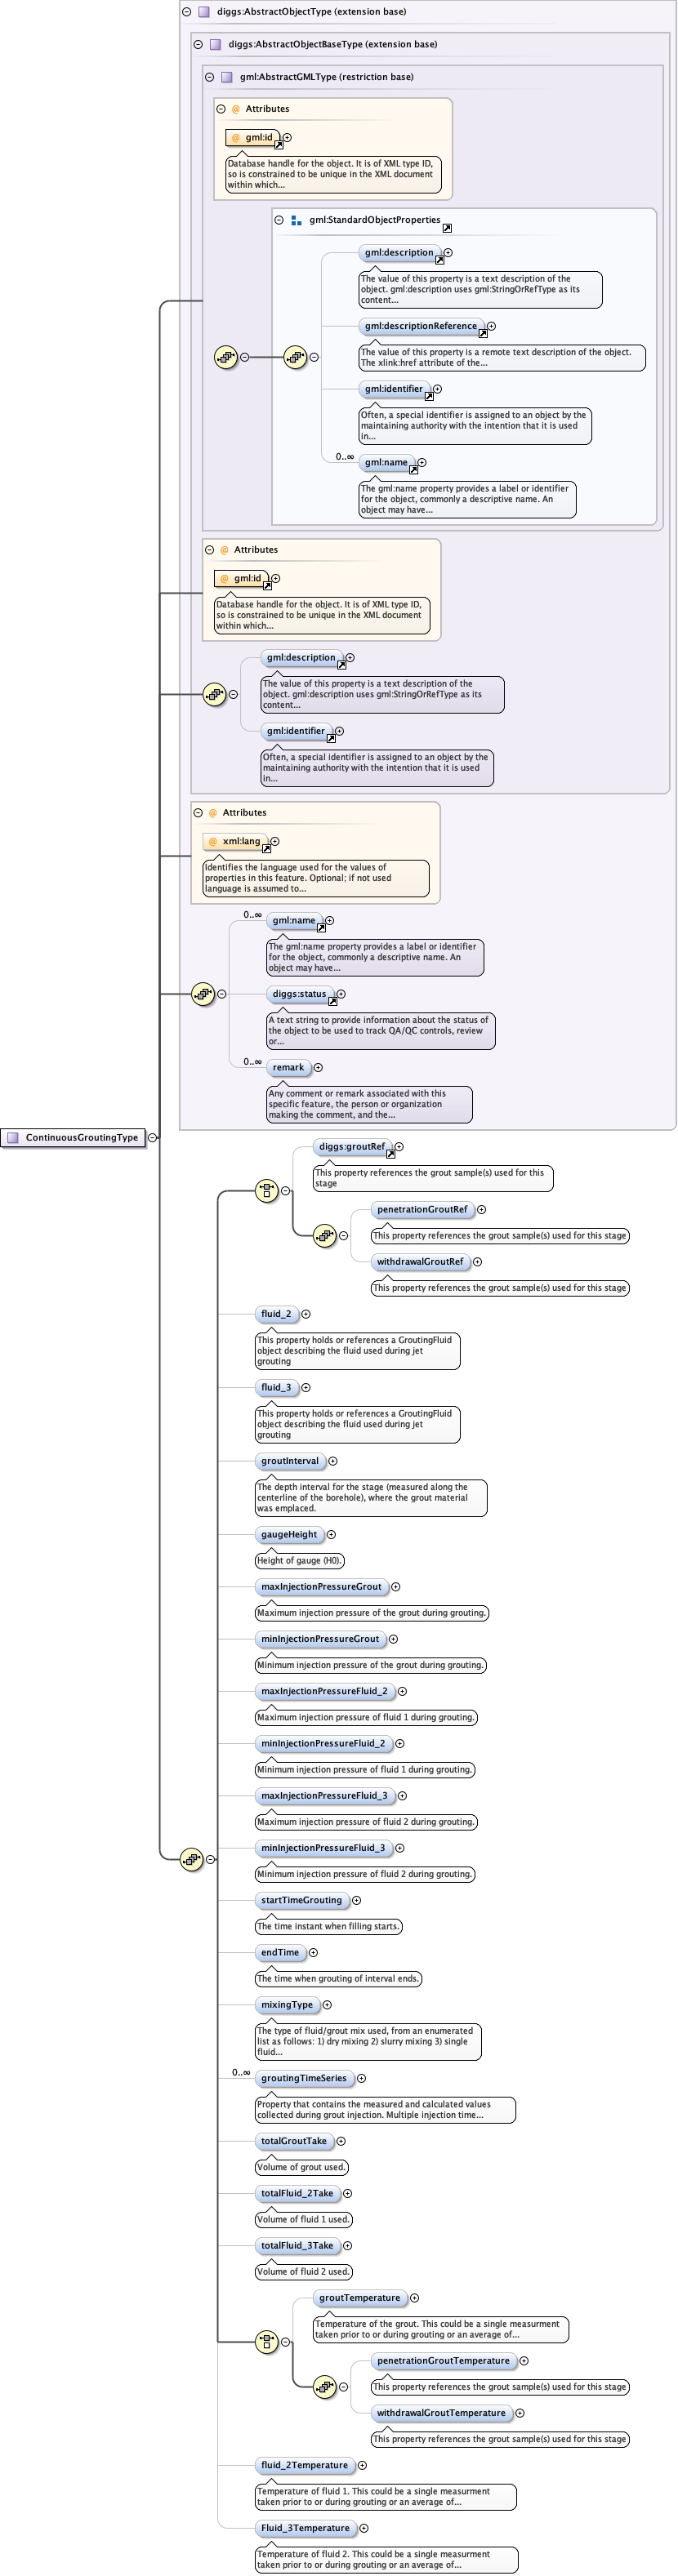 diggs:AbstractObjectType (extension base)
diggs:AbstractObjectBaseType (extension base)
gml:AbstractGMLType (restriction base)
@ Attributes
@ gml:id
Database handle for the object. It is of XML type ID,
so is constrained to be unique in the XML document
within which...
gml:StandardObjectProperties
gml:description
The value of this property is a text description of the
object. gml:description uses gml:StringOrRefType as its
content...
gml:descriptionReference
The value of this property is a remote text description of the object.
The xlink:href attribute of the...
gml:identifier
Often, a special identifier is assigned to an object by the
maintaining authority with the intention that it is used
in...
0..∞
gml:name
The gml:name property provides a label or identifier
for the object, commonly a descriptive name. An
object may have...
@ Attributes
@ gml:id
Database handle for the object. It is of XML type ID,
so is constrained to be unique in the XML document
within which...
gml:description
The value of this property is a text description of the
object. gml:description uses gml:StringOrRefType as its
content...
gml:identifier
Often, a special identifier is assigned to an object by the
maintaining authority with the intention that it is used
in...
@ Attributes
@ xml:lang
Identifies the language used for the values of
properties in this feature. Optional; if not used
language is assumed to...
0..∞
gml:name
The gml:name property provides a label or identifier
for the object, commonly a descriptive name. An
object may have...
diggs:status
A text string to provide information about the status of
the object to be used to track QA/QC controls, review
or...
0..∞
remark
Any comment or remark associated with this
specific feature, the person or organization
making the comment, and the...
ContinuousGroutingType
diggs:groutRef
This property references the grout sample(s) used for this
stage
penetrationGroutRef
This property references the grout sample(s) used for this stage
withdrawalGroutRef
This property references the grout sample(s) used for this stage
fluid_2
This property holds or references a GroutingFluid
object describing the fluid used during jet
grouting
fluid_3
This property holds or references a GroutingFluid
object describing the fluid used during jet
grouting
groutInterval
The depth interval for the stage (measured along the
centerline of the borehole), where the grout material
was emplaced.
gaugeHeight
Height of gauge (H0).
maxInjectionPressureGrout
Maximum injection pressure of the grout during grouting.
minInjectionPressureGrout
Minimum injection pressure of the grout during grouting.
maxInjectionPressureFluid_2
Maximum injection pressure of fluid 1 during grouting.
minInjectionPressureFluid_2
Minimum injection pressure of fluid 1 during grouting.
maxInjectionPressureFluid_3
Maximum injection pressure of fluid 2 during grouting.
minInjectionPressureFluid_3
Minimum injection pressure of fluid 2 during grouting.
startTimeGrouting
The time instant when filling starts.
endTime
The time when grouting of interval ends.
mixingType
The type of fluid/grout mix used, from an enumerated
list as follows: 1) dry mixing 2) slurry mixing 3) single
fluid...
0..∞
groutingTimeSeries
Property that contains the measured and calculated values
collected during grout injection. Multiple injection time...
totalGroutTake
Volume of grout used.
totalFluid_2Take
Volume of fluid 1 used.
totalFluid_3Take
Volume of fluid 2 used.
groutTemperature
Temperature of the grout. This could be a single measurment
taken prior to or during grouting or an average of...
penetrationGroutTemperature
This property references the grout sample(s) used for this stage
withdrawalGroutTemperature
This property references the grout sample(s) used for this stage
fluid_2Temperature
Temperature of fluid 1. This could be a single measurment
taken prior to or during grouting or an average of...
Fluid_3Temperature
Temperature of fluid 2. This could be a single measurment
taken prior to or during grouting or an average of...